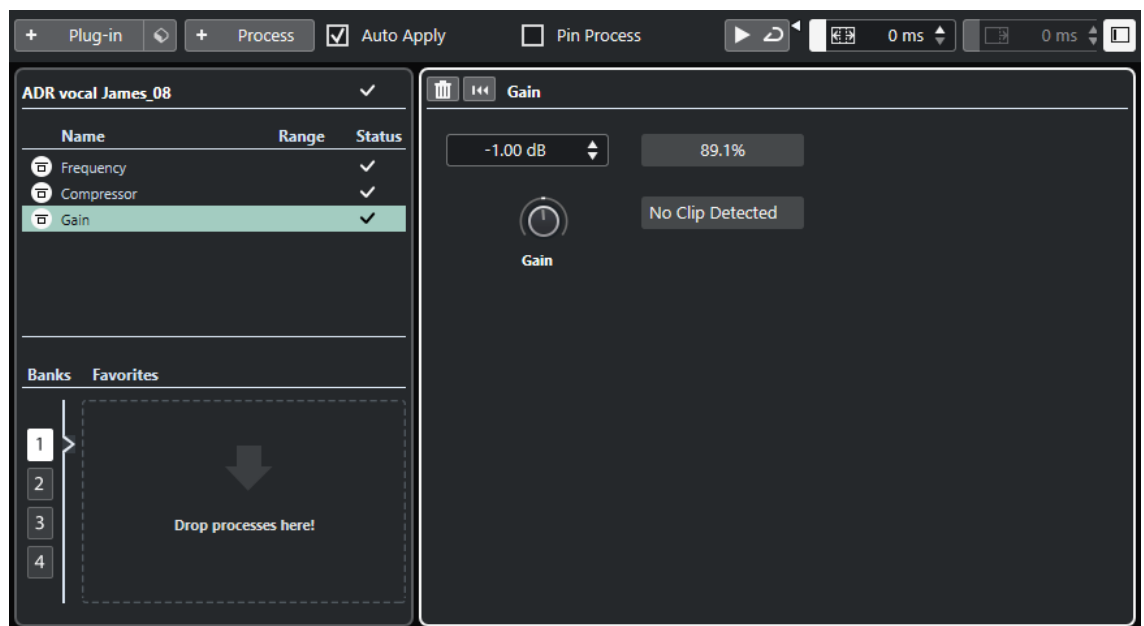 + Plug-in + Process Auto Apply Pin Process 0 ms 0 ms
ADR vocal James_08
Name Range Status
Frequency
Compressor
Gain
Banks Favorites
1
2
3
4
Drop processes here!
Gain
-1.00 dB 89.1%
No Clip Detected
Gain